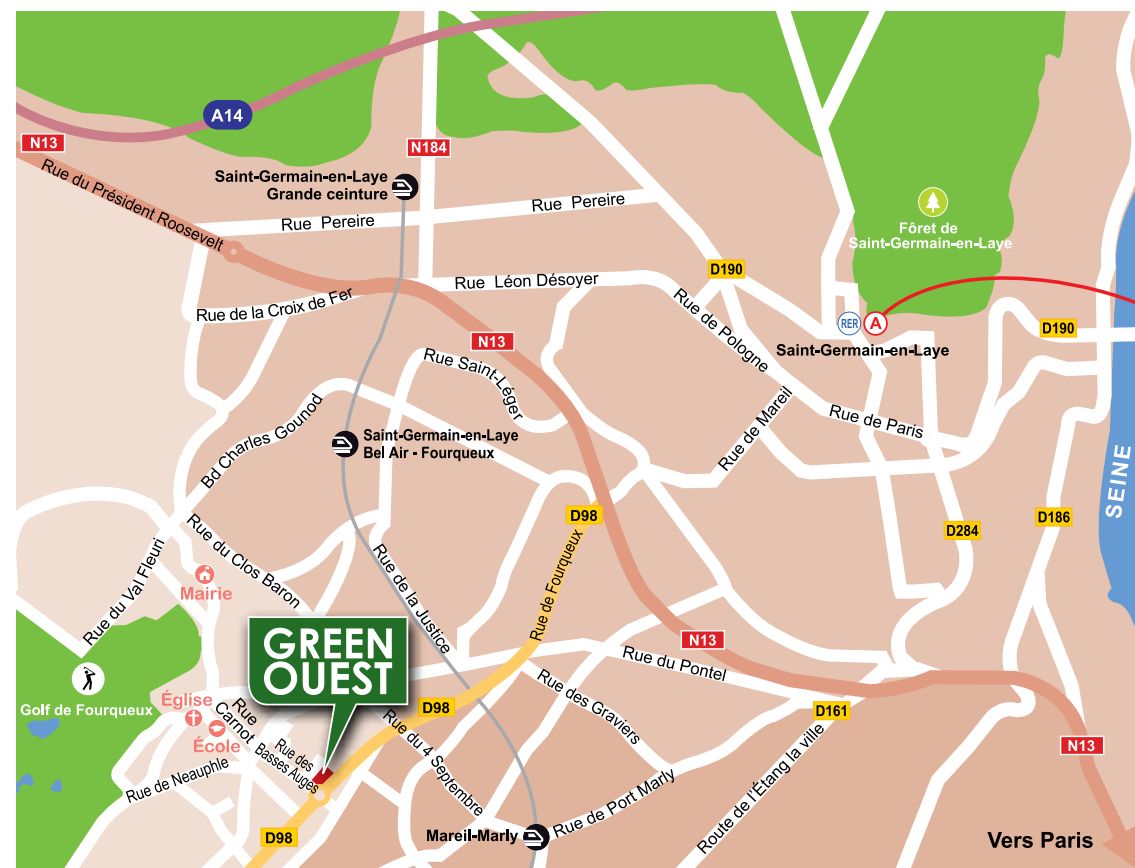 A14
N13
N184
Rue du Président Roosevelt
Saint-Germain-en-Laye
Grande ceinture
Rue Pereire
Rue Pereire
Fôret de
Saint-Germain-en-Laye
D190
Rue Léon Désoyer
Rue de la Croix de Fer
Rue de Pologne
RER
A
D190
N13
Saint-Germain-en-Laye
Rue Saint-Léger
Bd Charles Gounod
Rue de Mareil
Rue de Paris
Saint-Germain-en-Laye
Bel Air - Fourqueux
SEINE
D98
D284
D186
Rue du Clos Baron
Rue du Val Fleuri
Rue de la Justice
Rue de Fourqueux
Mairie
GREEN
OUEST
N13
Rue du Pontel
Golf de Fourqueux
Église
École
Rue Carnot
Rue des
Basses Auges
D98
Rue des Graviers
D161
Rue du 4 Septembre
Rue de Neauphle
Rue de Port Marly
Route de l'Étang la ville
N13
D98
Mareil-Marly
Vers Paris